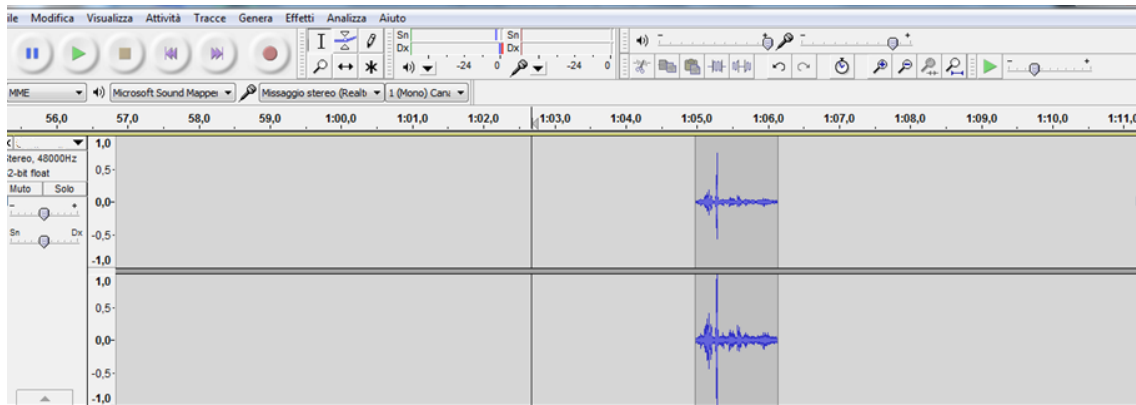 ile Modifica Visualizza Attività Tracce Genera Effetti Analizza Aiuto
Sn Sn
Dx Dx
-24 0 -24 0
MME Microsoft Sound Mapper Missaggio stereo (Realt 1 (Mono) Can
56,0 57,0 58,0 59,0 1:00,0 1:01,0 1:02,0 1:03,0 1:04,0 1:05,0 1:06,0 1:07,0 1:08,0 1:09,0 1:10,0 1:11,0
1,0
Stereo, 48000Hz
2-bit float
0,5
Muto Solo
- + 0,0
Sn Dx -0,5
-1,0
1,0
0,5
0,0
-0,5
-1,0